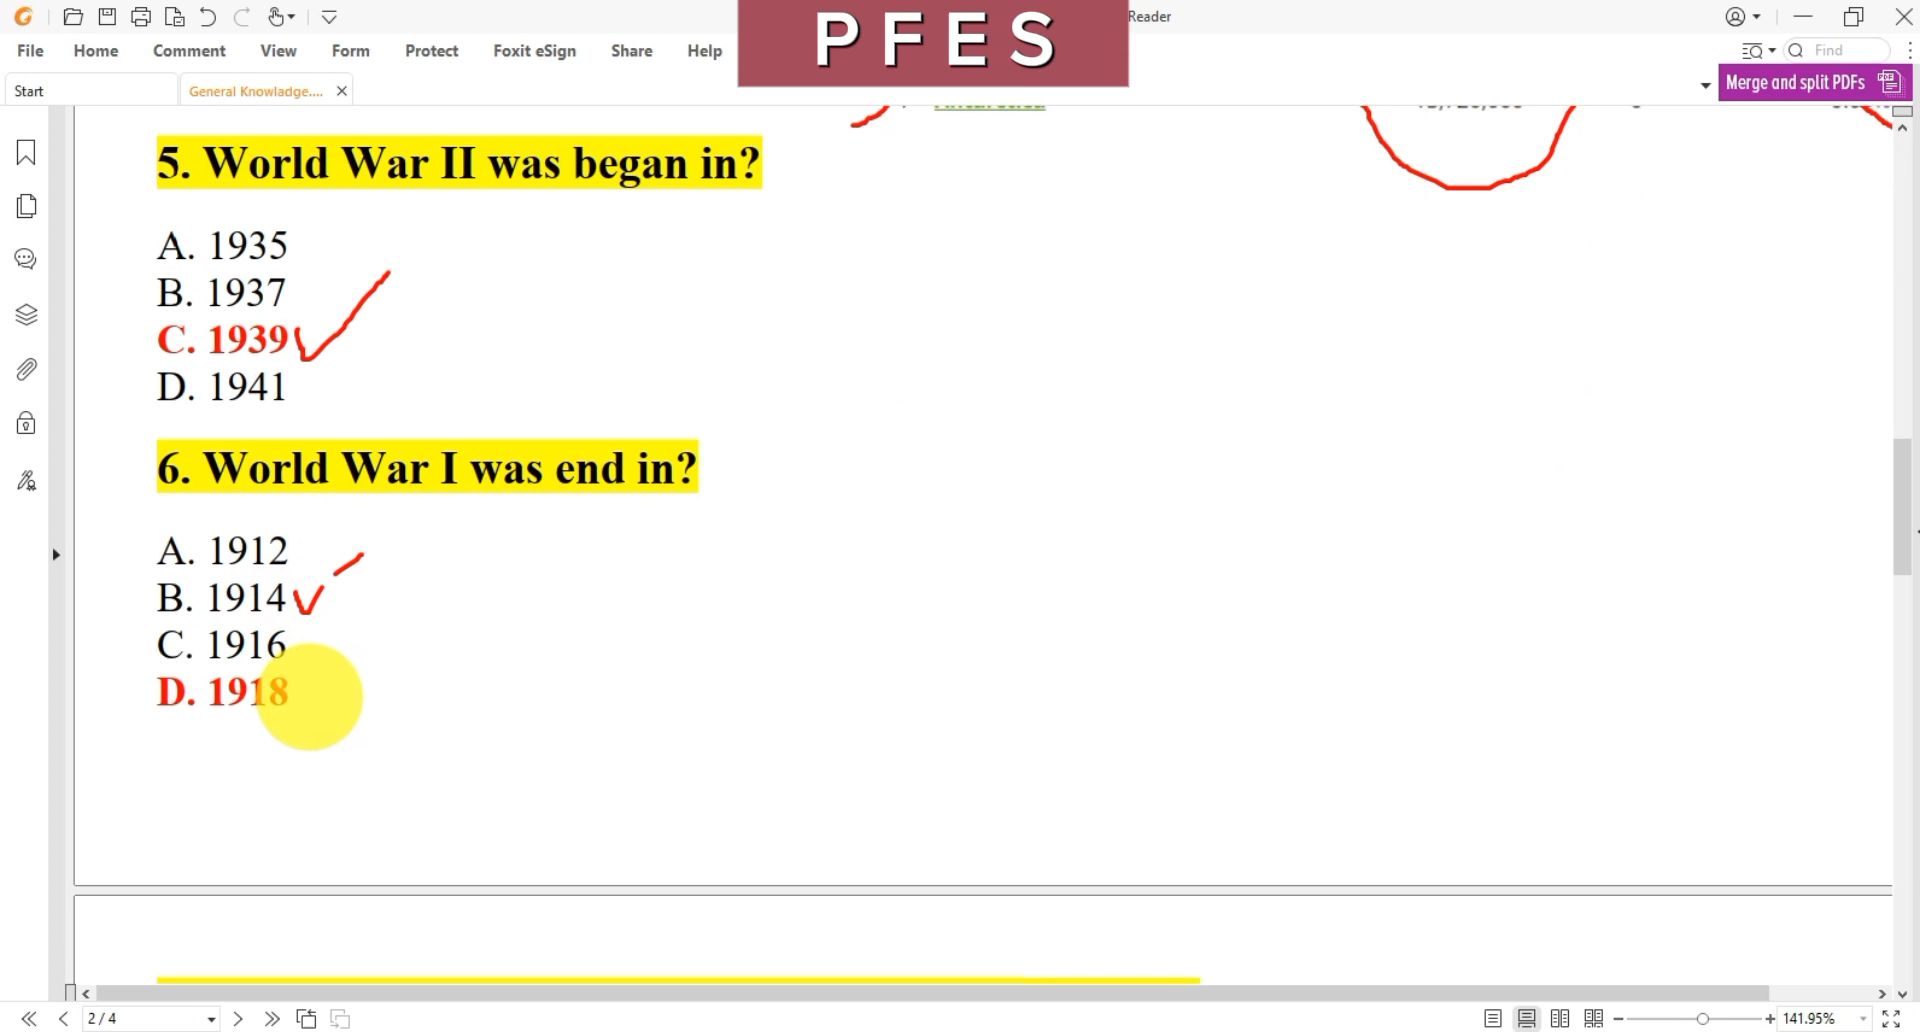 Reader
PFES
File Home Comment View Form Protect Foxit eSign Share Help
Find
Start
General Knowladge....
Merge and split PDFs
5. World War II was began in?
A. 1935
B. 1937
C. 1939
D. 1941
6. World War I was end in?
A. 1912
B. 1914
C. 1916
D. 1918
2 / 4
141.95%